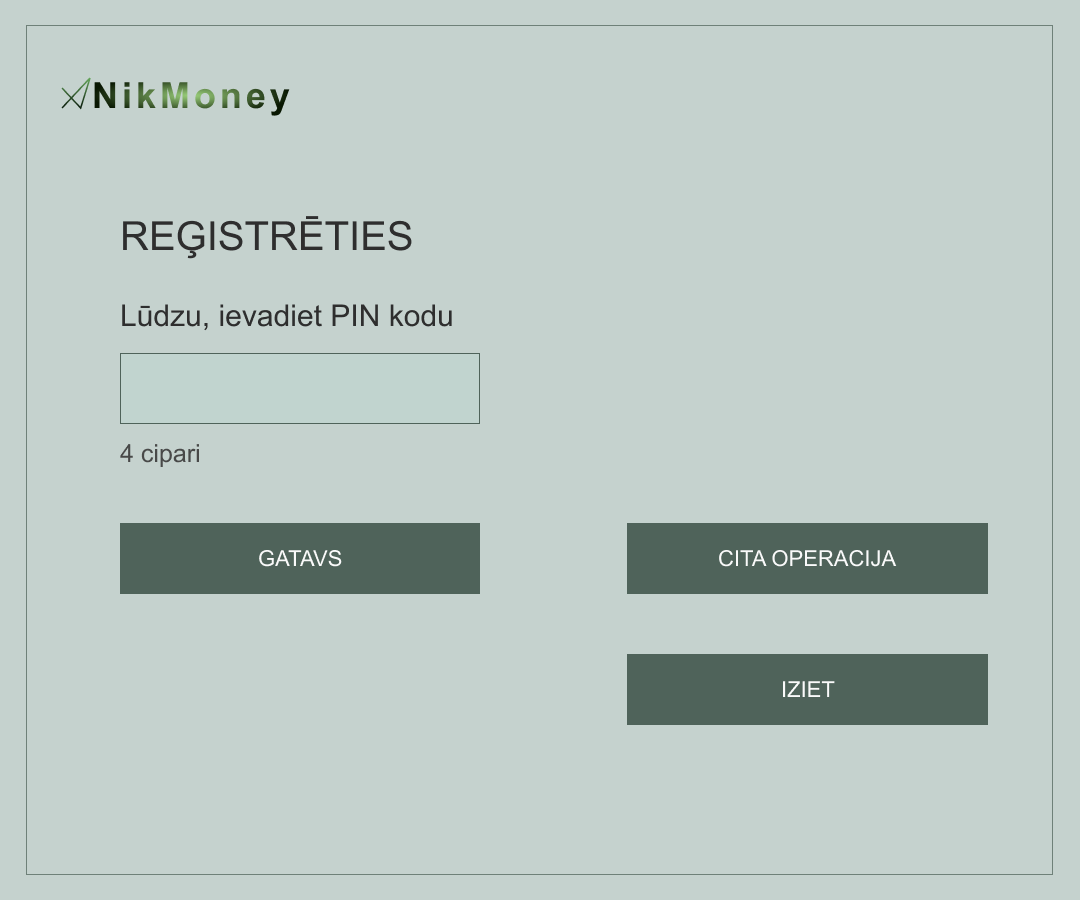 NikMoney
REĢISTRĒTIES
Lūdzu, ievadiet PIN kodu
4 cipari
GATAVS
CITA OPERACIJA
IZIET